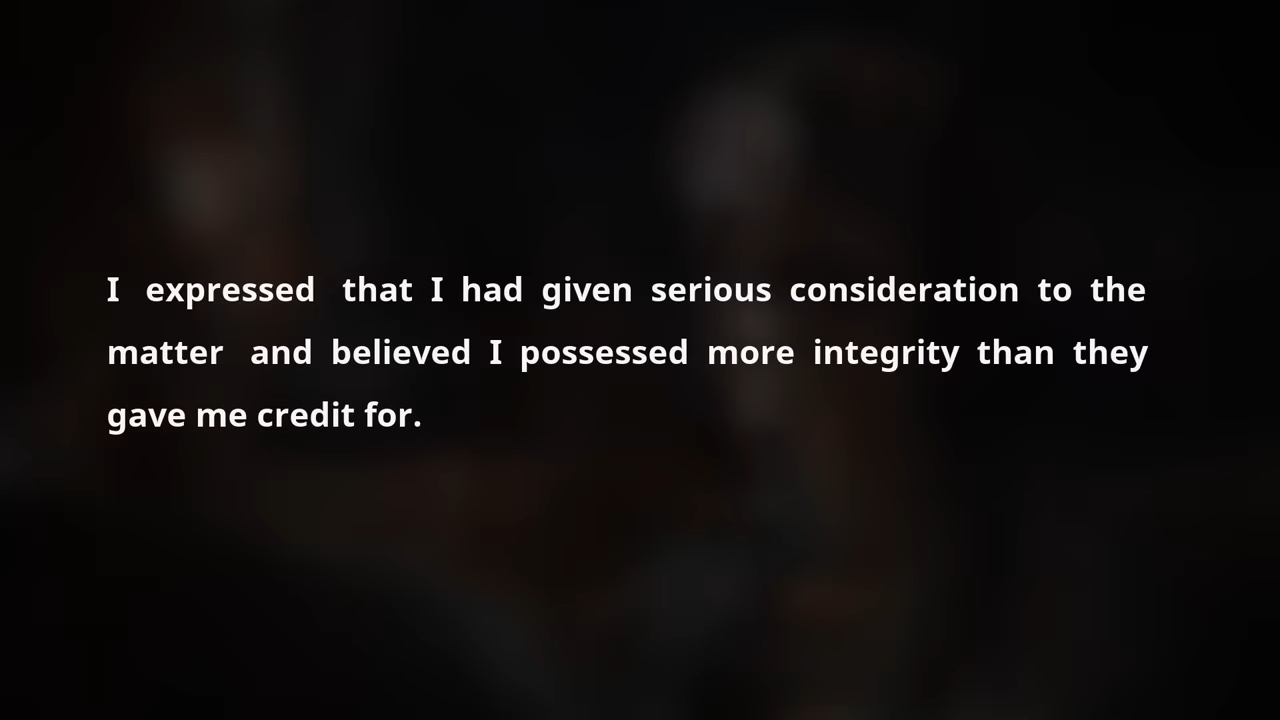 I expressed that I had given serious consideration to the
matter and believed I possessed more integrity than they
gave me credit for.